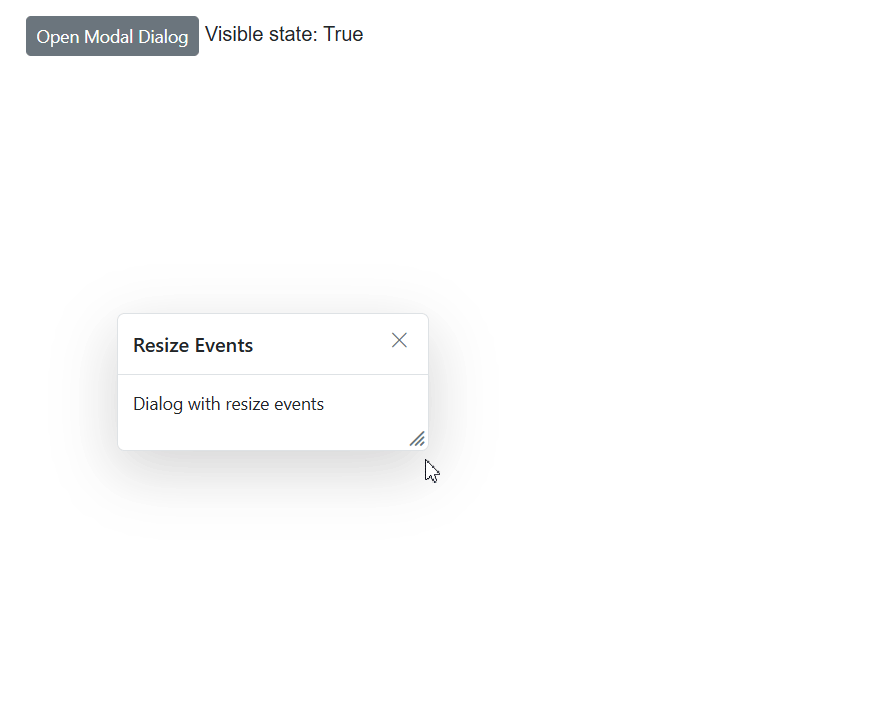 Open Modal Dialog Visible state: True
Resize Events
Dialog with resize events